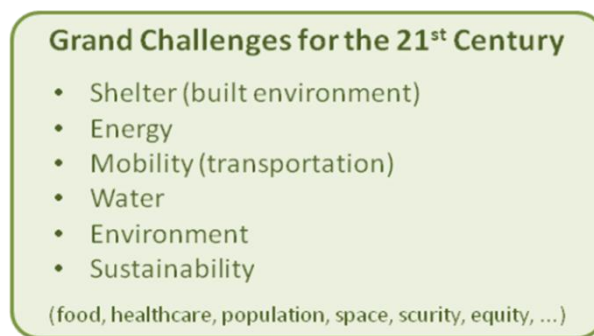 Grand Challenges for the 21st Century
• Shelter (built environment)
• Energy
• Mobility (transportation)
• Water
• Environment
• Sustainability
(food, healthcare, population, space, scurity, equity, ...)